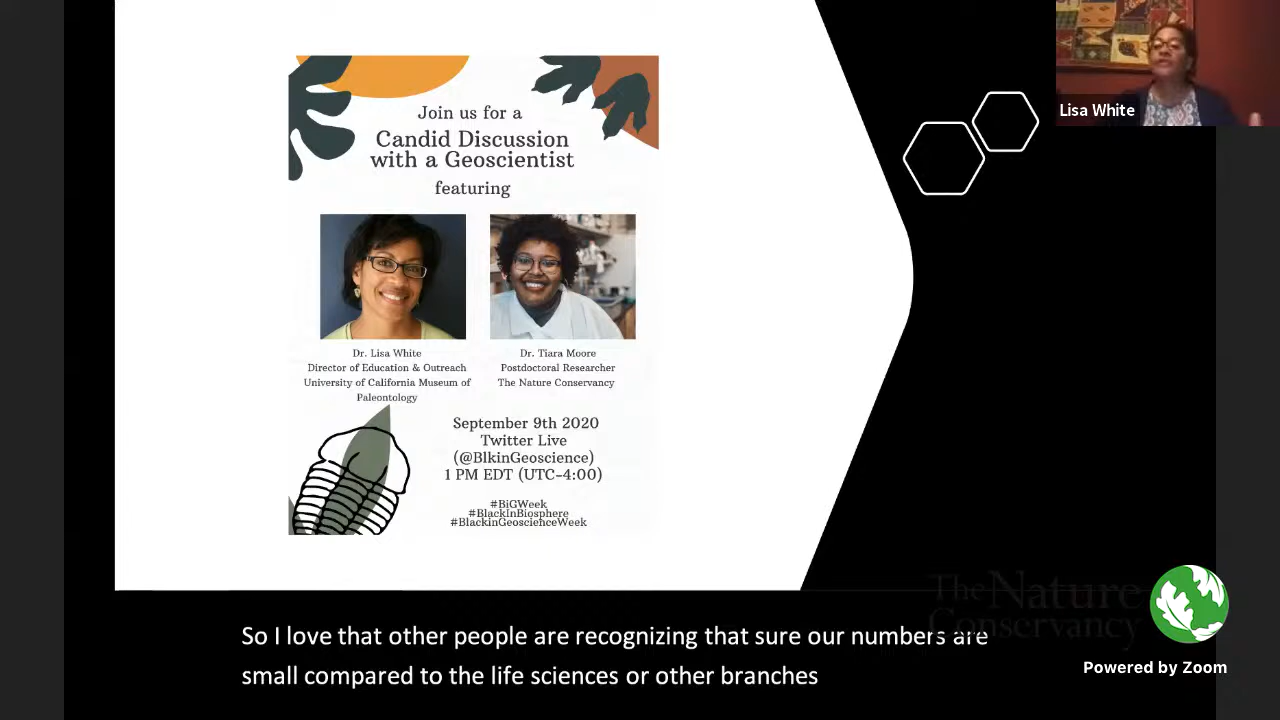 Join us for a
Candid Discussion
with a Geoscientist
featuring
Dr. Lisa White
Director of Education & Outreach
University of California Museum of
Paleontology
Dr. Tiara Moore
Postdoctoral Researcher
The Nature Conservancy
September 9th 2020
Twitter Live
(@BlkinGeoscience)
1 PM EDT (UTC-4:00)
#BiGWeek
#BlackInBiosphere
#BlackinGeoscienceWeek
Lisa White
The Nature
Conservancy
Powered by Zoom
So I love that other people are recognizing that sure our numbers are
small compared to the life sciences or other branches